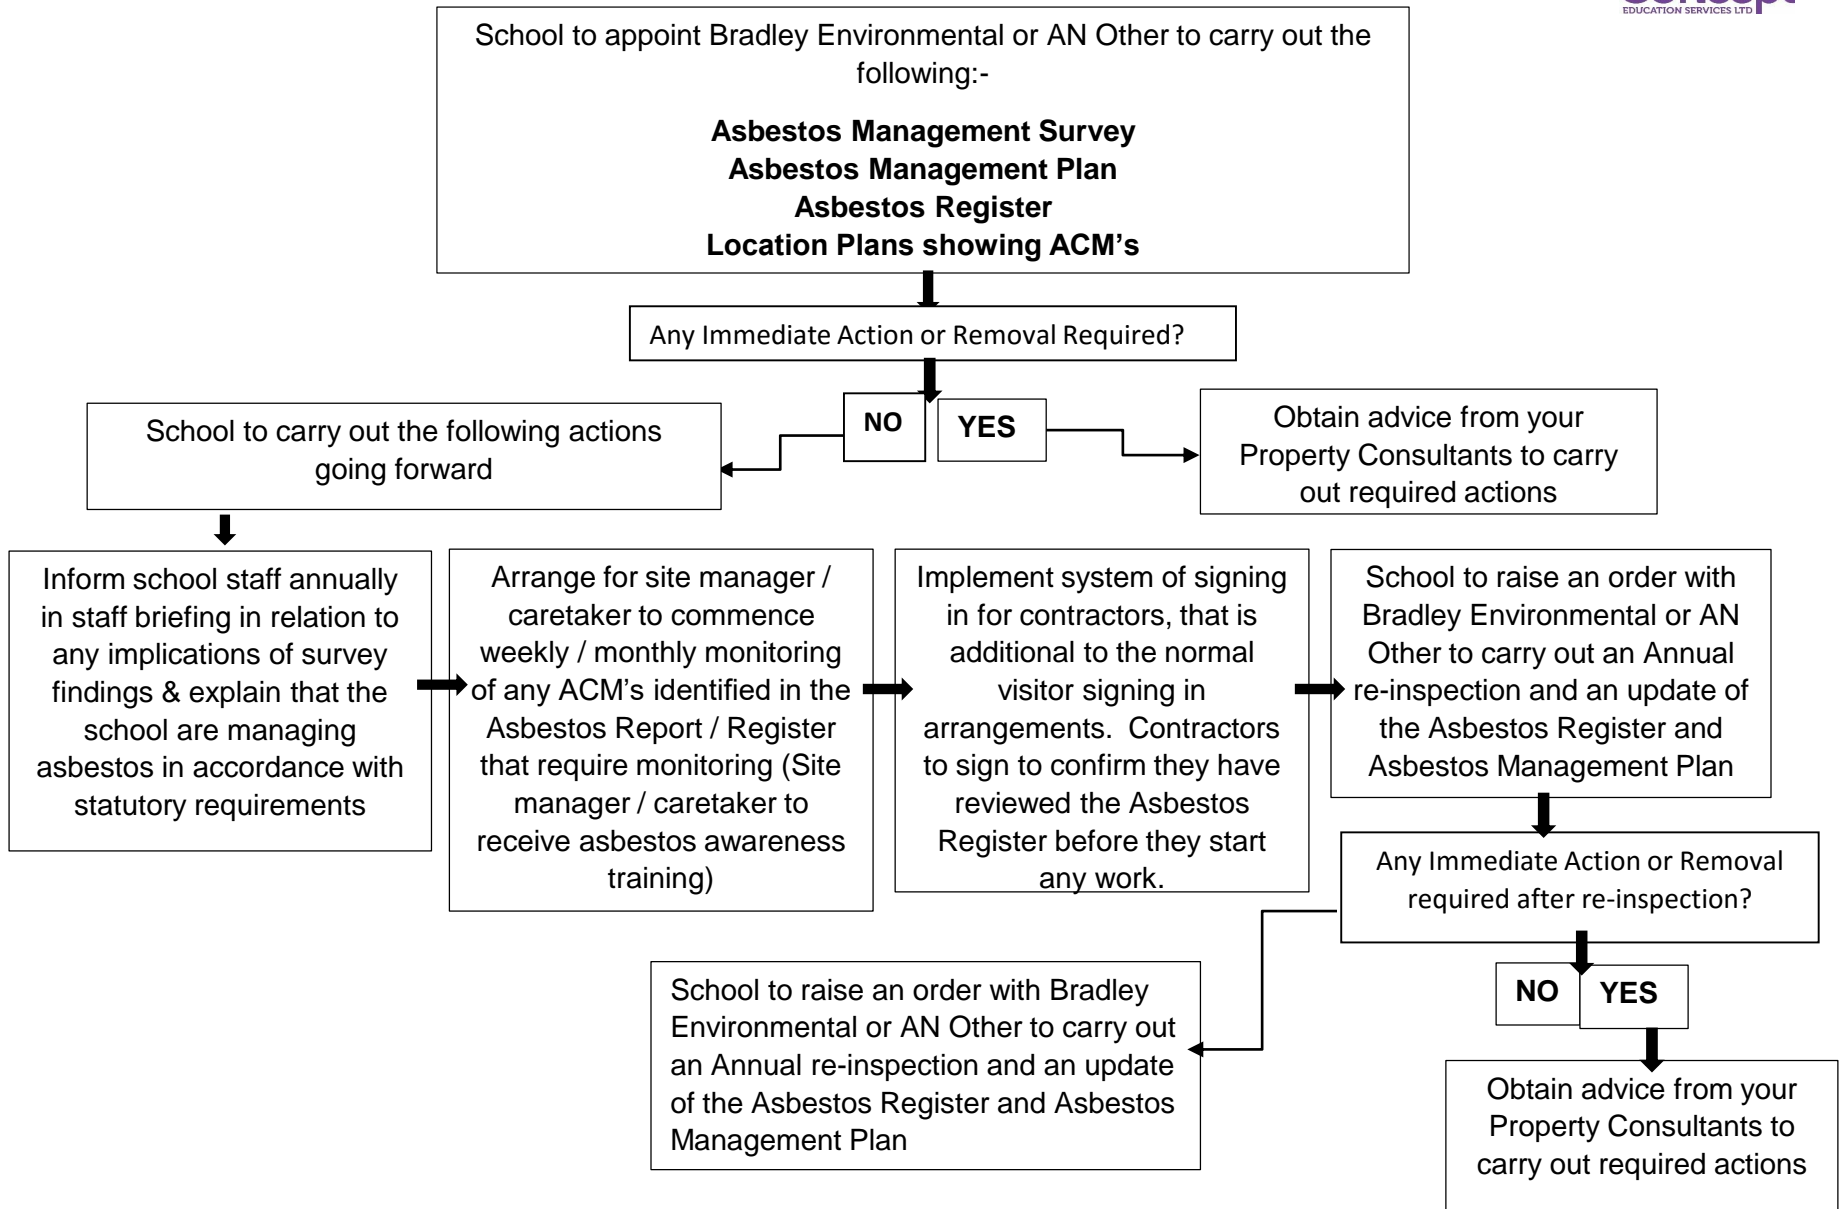 EDUCATION SERVICES LTD
School to appoint Bradley Environmental or AN Other to carry out the
following:-
Asbestos Management Survey
Asbestos Management Plan
Asbestos Register
Location Plans showing ACM’s
Any Immediate Action or Removal Required?
NO
YES
School to carry out the following actions
going forward
Obtain advice from your
Property Consultants to carry
out required actions
Inform school staff annually
in staff briefing in relation to
any implications of survey
findings & explain that the
school are managing
asbestos in accordance with
statutory requirements
Arrange for site manager /
caretaker to commence
weekly / monthly monitoring
of any ACM’s identified in the
Asbestos Report / Register
that require monitoring (Site
manager / caretaker to
receive asbestos awareness
training)
Implement system of signing
in for contractors, that is
additional to the normal
visitor signing in
arrangements.  Contractors
to sign to confirm they have
reviewed the Asbestos
Register before they start
any work.
School to raise an order with
Bradley Environmental or AN
Other to carry out an Annual
re-inspection and an update of
the Asbestos Register and
Asbestos Management Plan
Any Immediate Action or Removal
required after re-inspection?
NO
YES
School to raise an order with Bradley
Environmental or AN Other to carry out
an Annual re-inspection and an update
of the Asbestos Register and Asbestos
Management Plan
Obtain advice from your
Property Consultants to
carry out required actions